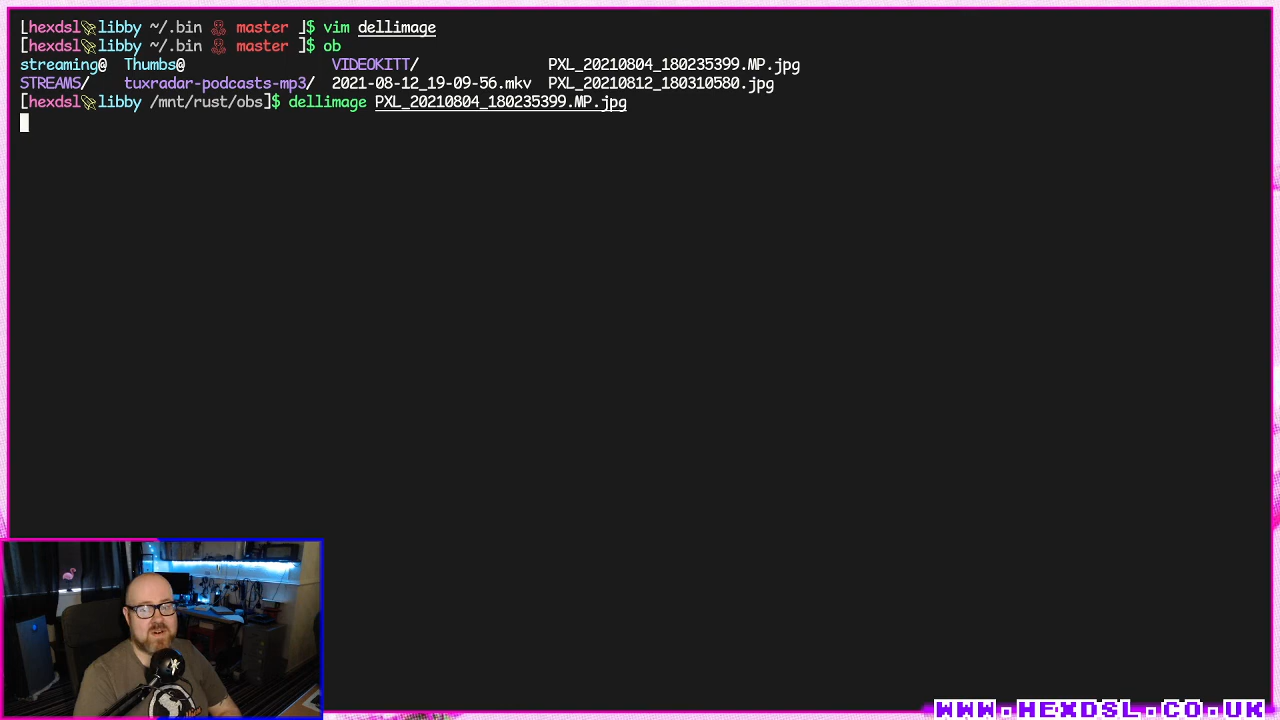 [hexdsl libby ~/.bin master ]$ vim dellimage
[hexdsl libby ~/.bin master ]$ ob
streaming@ Thumbs@ VIDEOKITT/ PXL_20210804_180235399.MP.jpg
STREAMS/ tuxradar-podcasts-mp3/ 2021-08-12_19-09-56.mkv PXL_20210812_180310580.jpg
[hexdsl libby /mnt/rust/obs]$ dellimage PXL_20210804_180235399.MP.jpg
WWW.HEXDSL.CO.UK